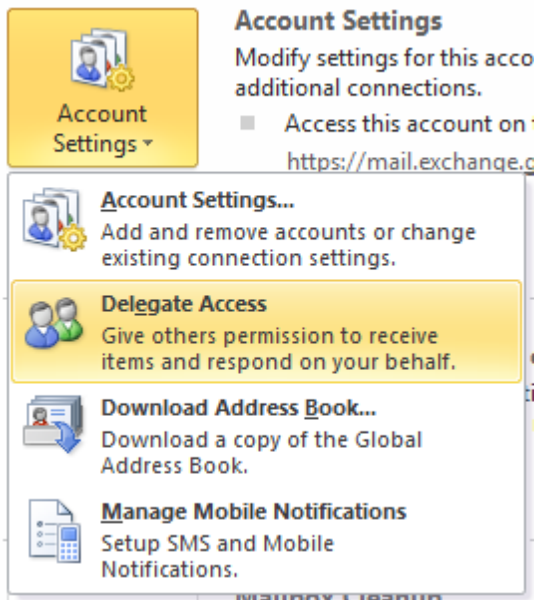 Account Settings
Modify settings for this acco
additional connections.
Access this account on
https://mail.exchange.g
Account
Settings
Account Settings...
Add and remove accounts or change
existing connection settings.
Delegate Access
Give others permission to receive
items and respond on your behalf.
Download Address Book...
Download a copy of the Global
Address Book.
Manage Mobile Notifications
Setup SMS and Mobile
Notifications.
Mailbox Cleanup